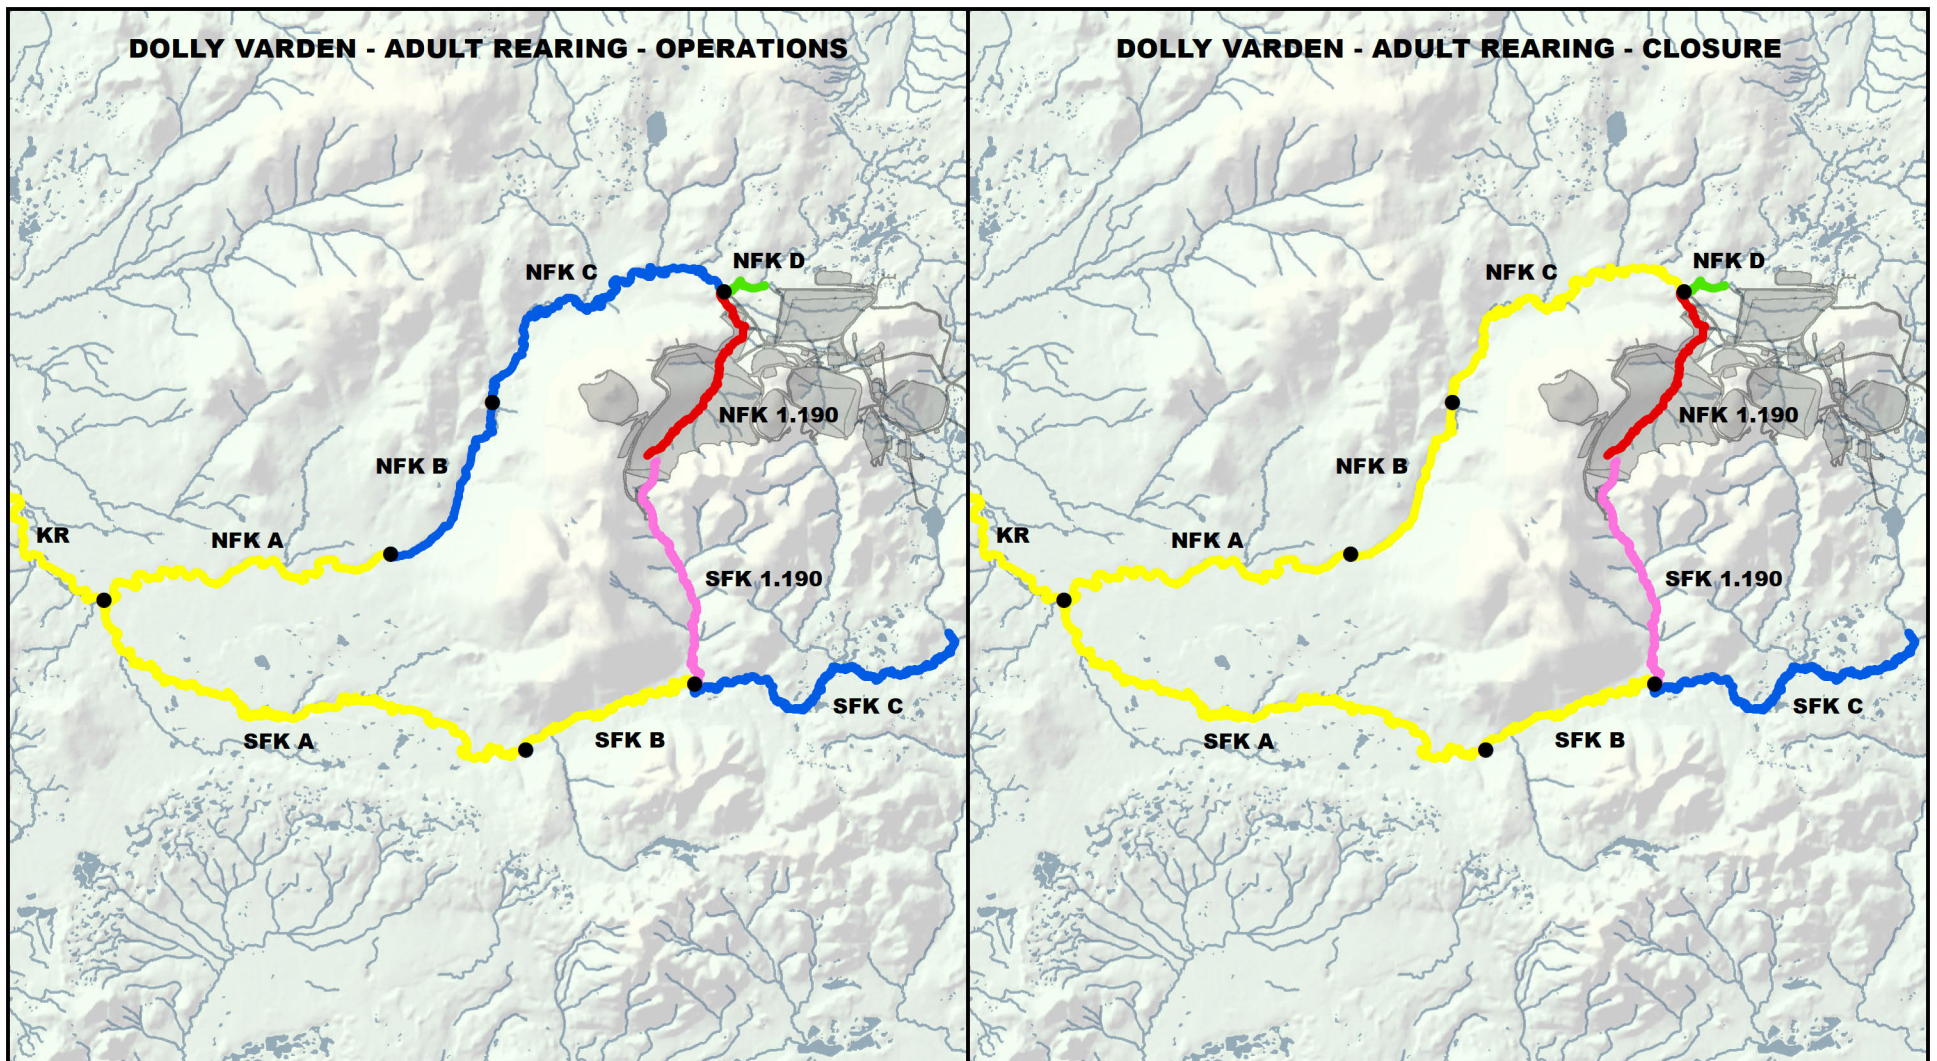 DOLLY VARDEN - ADULT REARING - OPERATIONS
NFK D
NFK C
NFK 1.190
NFK B
KR
NFK A
SFK 1.190
SFK C
SFK A
SFK B
DOLLY VARDEN - ADULT REARING - CLOSURE
NFK D
NFK C
NFK 1.190
NFK B
KR
NFK A
SFK 1.190
SFK C
SFK A
SFK B